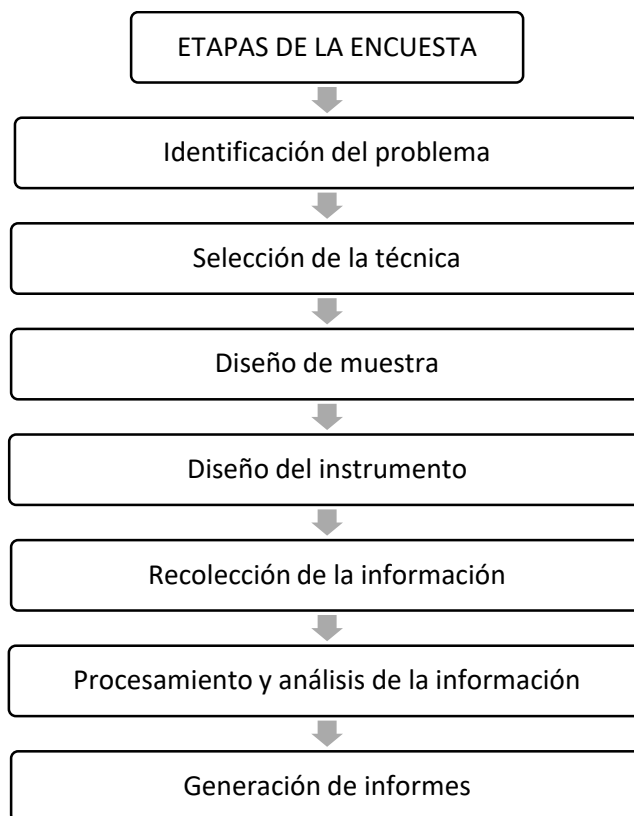 ETAPAS DE LA ENCUESTA
Identificación del problema
Selección de la técnica
Diseño de muestra
Diseño del instrumento
Recolección de la información
Procesamiento y análisis de la información
Generación de informes